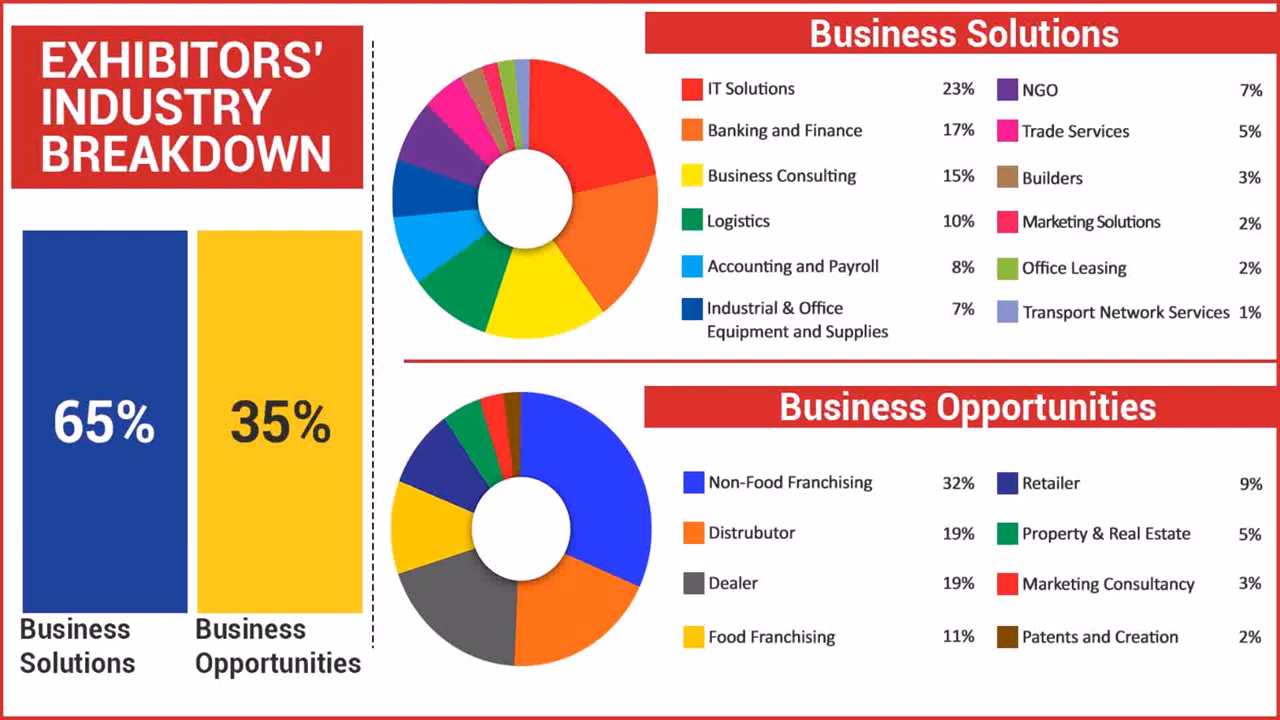 EXHIBITORS'
INDUSTRY
BREAKDOWN
65%
35%
Business
Solutions
Business
Opportunities
Business Solutions
IT Solutions 23%
Banking and Finance 17%
Business Consulting 15%
Logistics 10%
Accounting and Payroll 8%
Industrial & Office 7%
Equipment and Supplies
NGO 7%
Trade Services 5%
Builders 3%
Marketing Solutions 2%
Office Leasing 2%
Transport Network Services 1%
Business Opportunities
Non-Food Franchising 32%
Distrubutor 19%
Dealer 19%
Food Franchising 11%
Retailer 9%
Property & Real Estate 5%
Marketing Consultancy 3%
Patents and Creation 2%